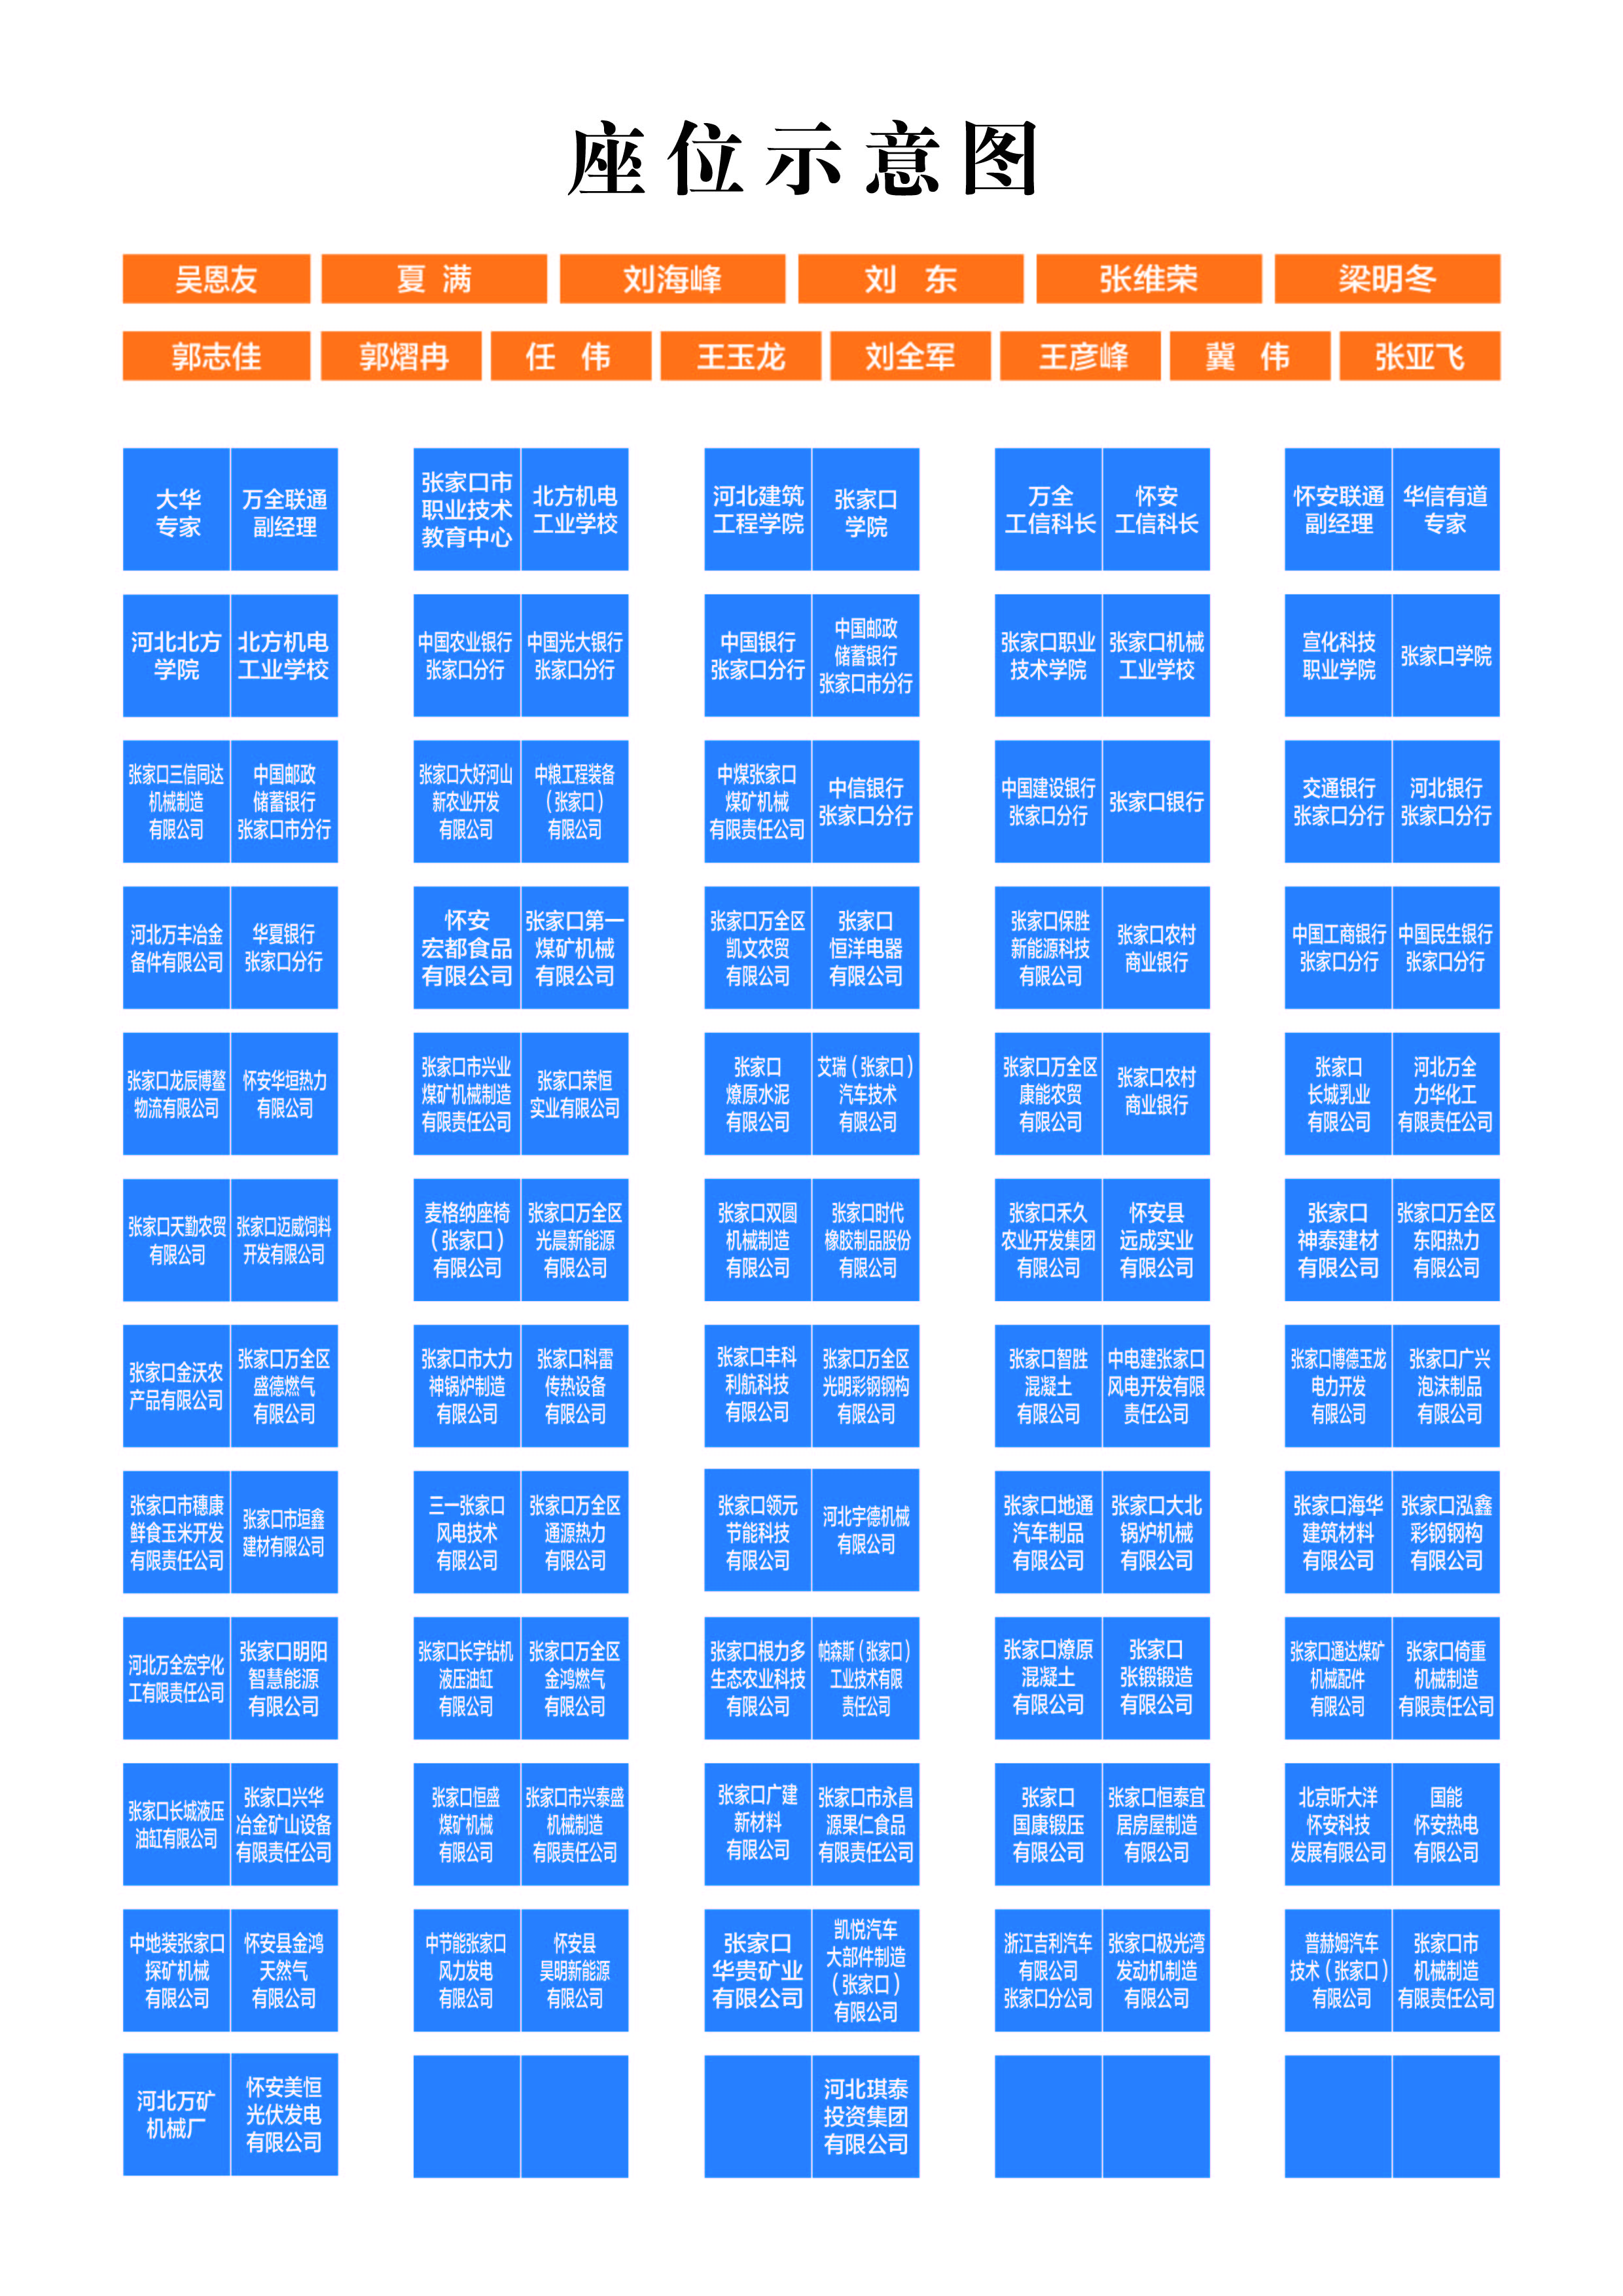 座位示意图
吴恩友
夏 满
刘海峰
刘 东
张维荣
梁明冬
郭志佳
郭熠冉
任 伟
王玉龙
刘全军
王彦峰
冀 伟
张亚飞
大华
专家
万全联通
副经理
张家口市
职业技术
教育中心
北方机电
工业学校
河北建筑
工程学院
张家口
学院
万全
工信科长
怀安
工信科长
怀安联通
副经理
华信有道
专家
河北北方
学院
北方机电
工业学校
中国农业银行
张家口分行
中国光大银行
张家口分行
中国银行
张家口分行
中国邮政
储蓄银行
张家口市分行
张家口职业
技术学院
张家口机械
工业学校
宣化科技
职业学院
张家口学院
张家口三信同达
机械制造
有限公司
中国邮政
储蓄银行
张家口市分行
张家口大好河山
新农业开发
有限公司
中粮工程装备
（张家口）
有限公司
中煤张家口
煤矿机械
有限责任公司
中信银行
张家口分行
中国建设银行
张家口分行
张家口银行
交通银行
张家口分行
河北银行
张家口分行
河北万丰冶金
备件有限公司
华夏银行
张家口分行
怀安
宏都食品
有限公司
张家口第一
煤矿机械
有限公司
张家口万全区
凯文农贸
有限公司
张家口
恒洋电器
有限公司
张家口保胜
新能源科技
有限公司
张家口农村
商业银行
中国工商银行
张家口分行
中国民生银行
张家口分行
张家口龙辰博鳌
物流有限公司
怀安华垣热力
有限公司
张家口市兴业
煤矿机械制造
有限责任公司
张家口荣恒
实业有限公司
张家口
燎原水泥
有限公司
艾瑞（张家口）
汽车技术
有限公司
张家口万全区
康能农贸
有限公司
张家口农村
商业银行
张家口
长城乳业
有限公司
河北万全
力华化工
有限责任公司
张家口天勤农贸
有限公司
张家口迈威饲料
开发有限公司
麦格纳座椅
（张家口）
有限公司
张家口万全区
光晨新能源
有限公司
张家口双圆
机械制造
有限公司
张家口时代
橡胶制品股份
有限公司
张家口禾久
农业开发集团
有限公司
怀安县
远成实业
有限公司
张家口
神泰建材
有限公司
张家口万全区
东阳热力
有限公司
张家口金沃农
产品有限公司
张家口万全区
盛德燃气
有限公司
张家口市大力
神锅炉制造
有限公司
张家口科雷
传热设备
有限公司
张家口丰科
利航科技
有限公司
张家口万全区
光明彩钢钢构
有限公司
张家口智胜
混凝土
有限公司
中电建张家口
风电开发有限
责任公司
张家口博德玉龙
电力开发
有限公司
张家口广兴
泡沫制品
有限公司
张家口市穗康
鲜食玉米开发
有限责任公司
张家口市垣鑫
建材有限公司
三一张家口
风电技术
有限公司
张家口万全区
通源热力
有限公司
张家口领元
节能科技
有限公司
河北宇德机械
有限公司
张家口地通
汽车制品
有限公司
张家口大北
锅炉机械
有限公司
张家口海华
建筑材料
有限公司
张家口泓鑫
彩钢钢构
有限公司
河北万全宏宇化
工有限责任公司
张家口明阳
智慧能源
有限公司
张家口长宇钻机
液压油缸
有限公司
张家口万全区
金鸿燃气
有限公司
张家口根力多
生态农业科技
有限公司
帕森斯（张家口）
工业技术有限
责任公司
张家口燎原
混凝土
有限公司
张家口
张锻锻造
有限公司
张家口通达煤矿
机械配件
有限公司
张家口倚重
机械制造
有限责任公司
张家口长城液压
油缸有限公司
张家口兴华
冶金矿山设备
有限责任公司
张家口恒盛
煤矿机械
有限公司
张家口市兴泰盛
机械制造
有限责任公司
张家口广建
新材料
有限公司
张家口市永昌
源果仁食品
有限责任公司
张家口
国康锻压
有限公司
张家口恒泰宜
居房屋制造
有限公司
北京昕大洋
怀安科技
发展有限公司
国能
怀安热电
有限公司
中地装张家口
探矿机械
有限公司
怀安县金鸿
天然气
有限公司
中节能张家口
风力发电
有限公司
怀安县
昊明新能源
有限公司
张家口
华贵矿业
有限公司
凯悦汽车
大部件制造
（张家口）
有限公司
浙江吉利汽车
有限公司
张家口分公司
张家口极光湾
发动机制造
有限公司
普赫姆汽车
技术（张家口）
有限公司
张家口市
机械制造
有限责任公司
河北万矿
机械厂
怀安美恒
光伏发电
有限公司
河北琪泰
投资集团
有限公司